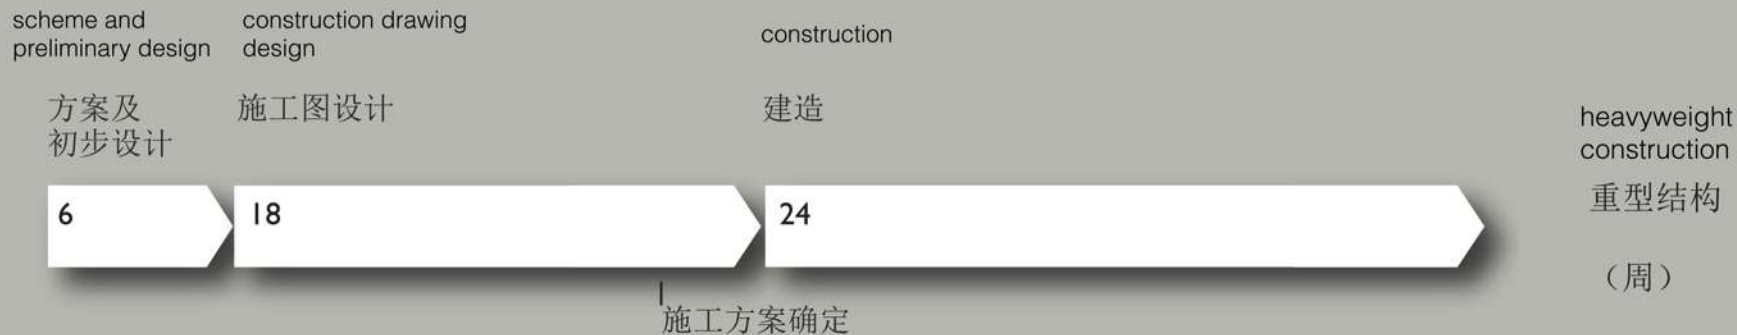 scheme and
preliminary design
construction drawing
design
construction
方案及
初步设计
施工图设计
建造
heavyweight
construction
重型结构
（周）
6
18
24
施工方案确定